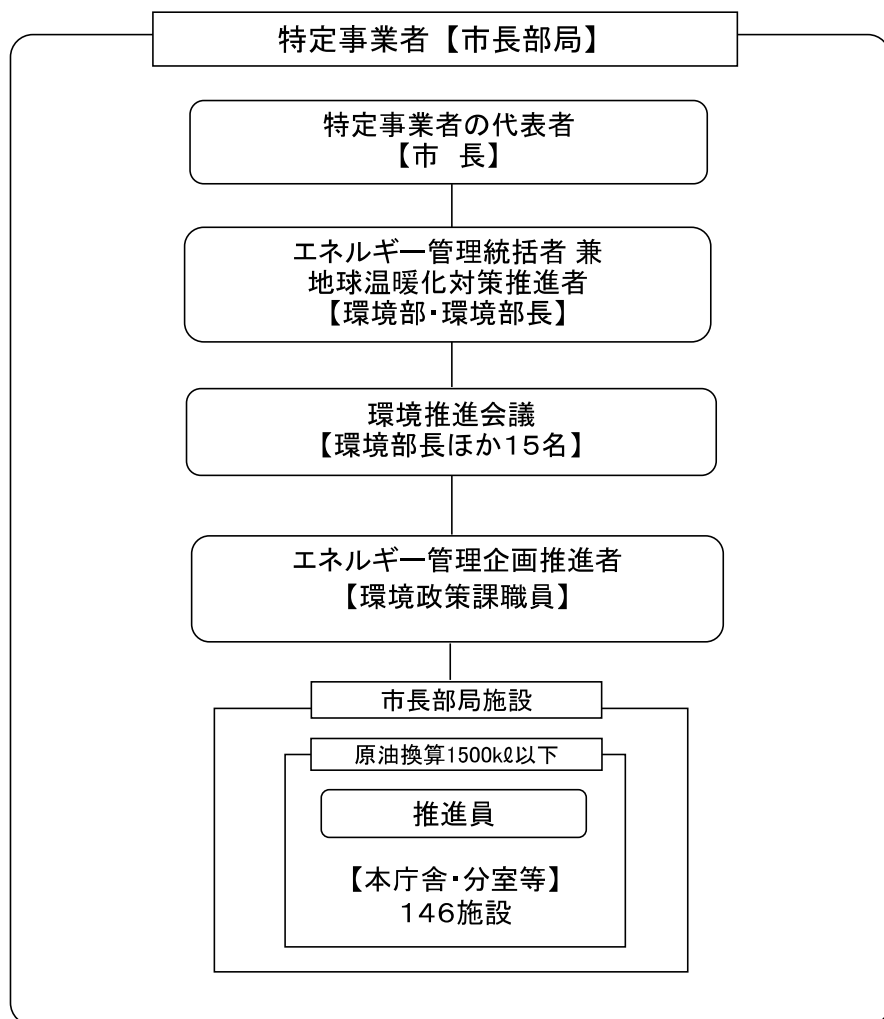 特定事業者【市長部局】
特定事業者の代表者
【市　長】
エネルギー管理統括者 兼
地球温暖化対策推進者
【環境部・環境部長】
環境推進会議
【環境部長ほか１５名】
エネルギー管理企画推進者
【環境政策課職員】
市長部局施設
原油換算1500kℓ以下
推進員
【本庁舎・分室等】
１４６施設